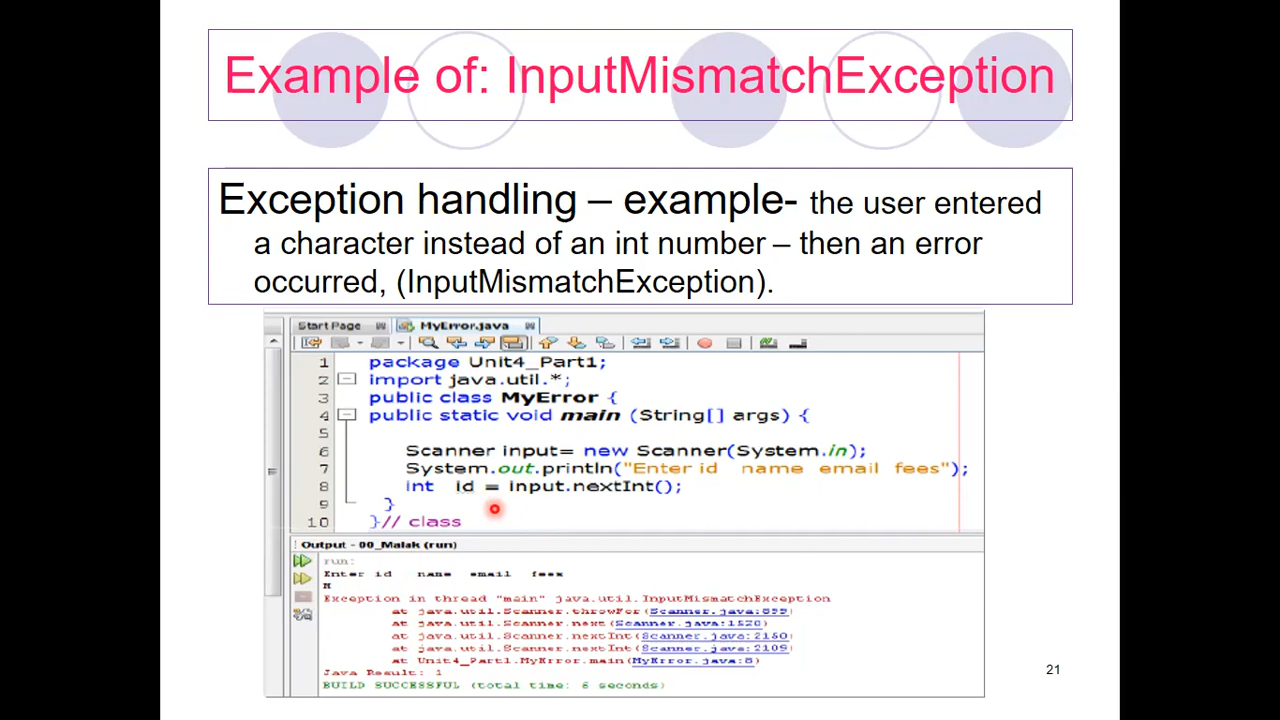 Example of: InputMismatchException
Exception handling – example- the user entered
a character instead of an int number – then an error
occurred, (InputMismatchException).
Start Page MyError.java
1 package Unit4_Part1;
2 import java.util.*;
3 public class MyError {
4 public static void main (String[] args) {
5
6 Scanner input= new Scanner(System.in);
7 System.out.println("Enter id name email fees");
8 int id = input.nextInt();
9 }
10 }// class
Output - 00_Malak (run)
run:
Enter id name email fees
M
Exception in thread "main" java.util.InputMismatchException
at java.util.Scanner.throwFor(Scanner.java:899)
at java.util.Scanner.next(Scanner.java:1520)
at java.util.Scanner.nextInt(Scanner.java:2150)
at java.util.Scanner.nextInt(Scanner.java:2109)
at Unit4_Part1.MyError.main(MyError.java:8)
Java Result: 1
BUILD SUCCESSFUL (total time: 6 seconds)
21